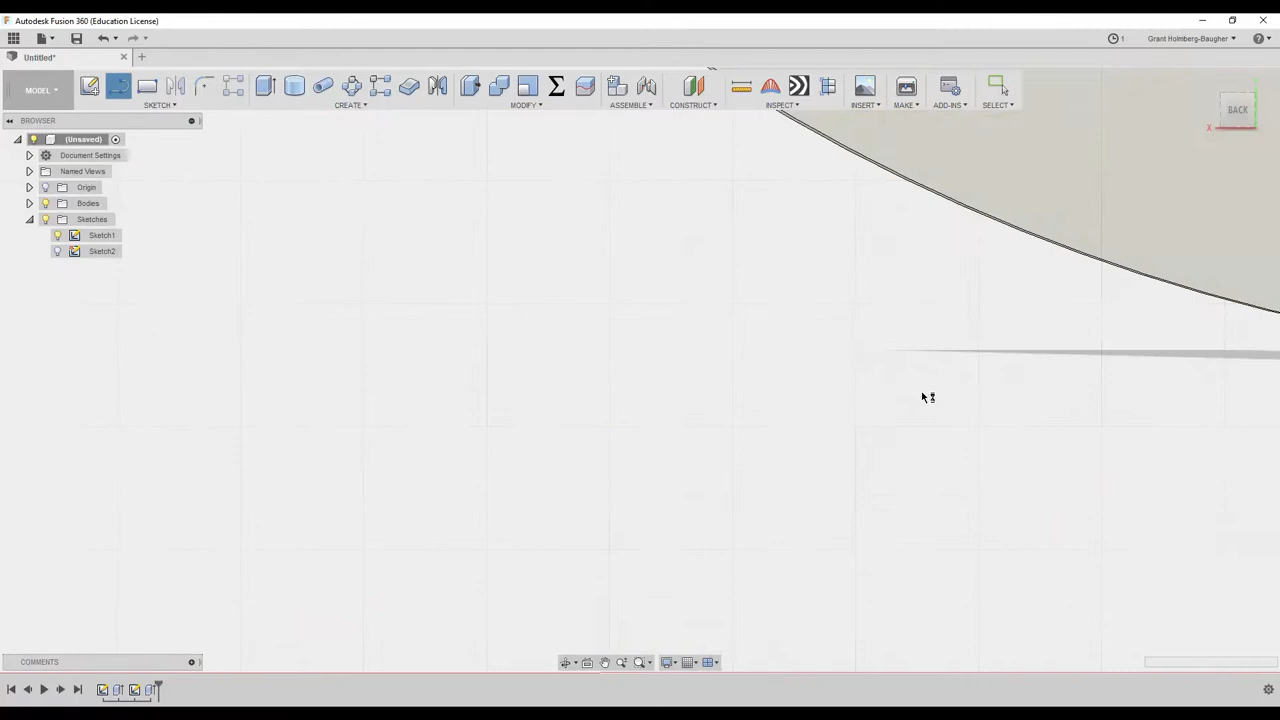 Autodesk Fusion 360 (Education License)
1 Grant Holmberg-Baugher
Untitled*
MODEL
SKETCH CREATE MODIFY ASSEMBLE CONSTRUCT INSPECT INSERT MAKE ADD-INS SELECT
BACK
X
BROWSER
(Unsaved)
Document Settings
Named Views
Origin
Bodies
Sketches
Sketch1
Sketch2
COMMENTS